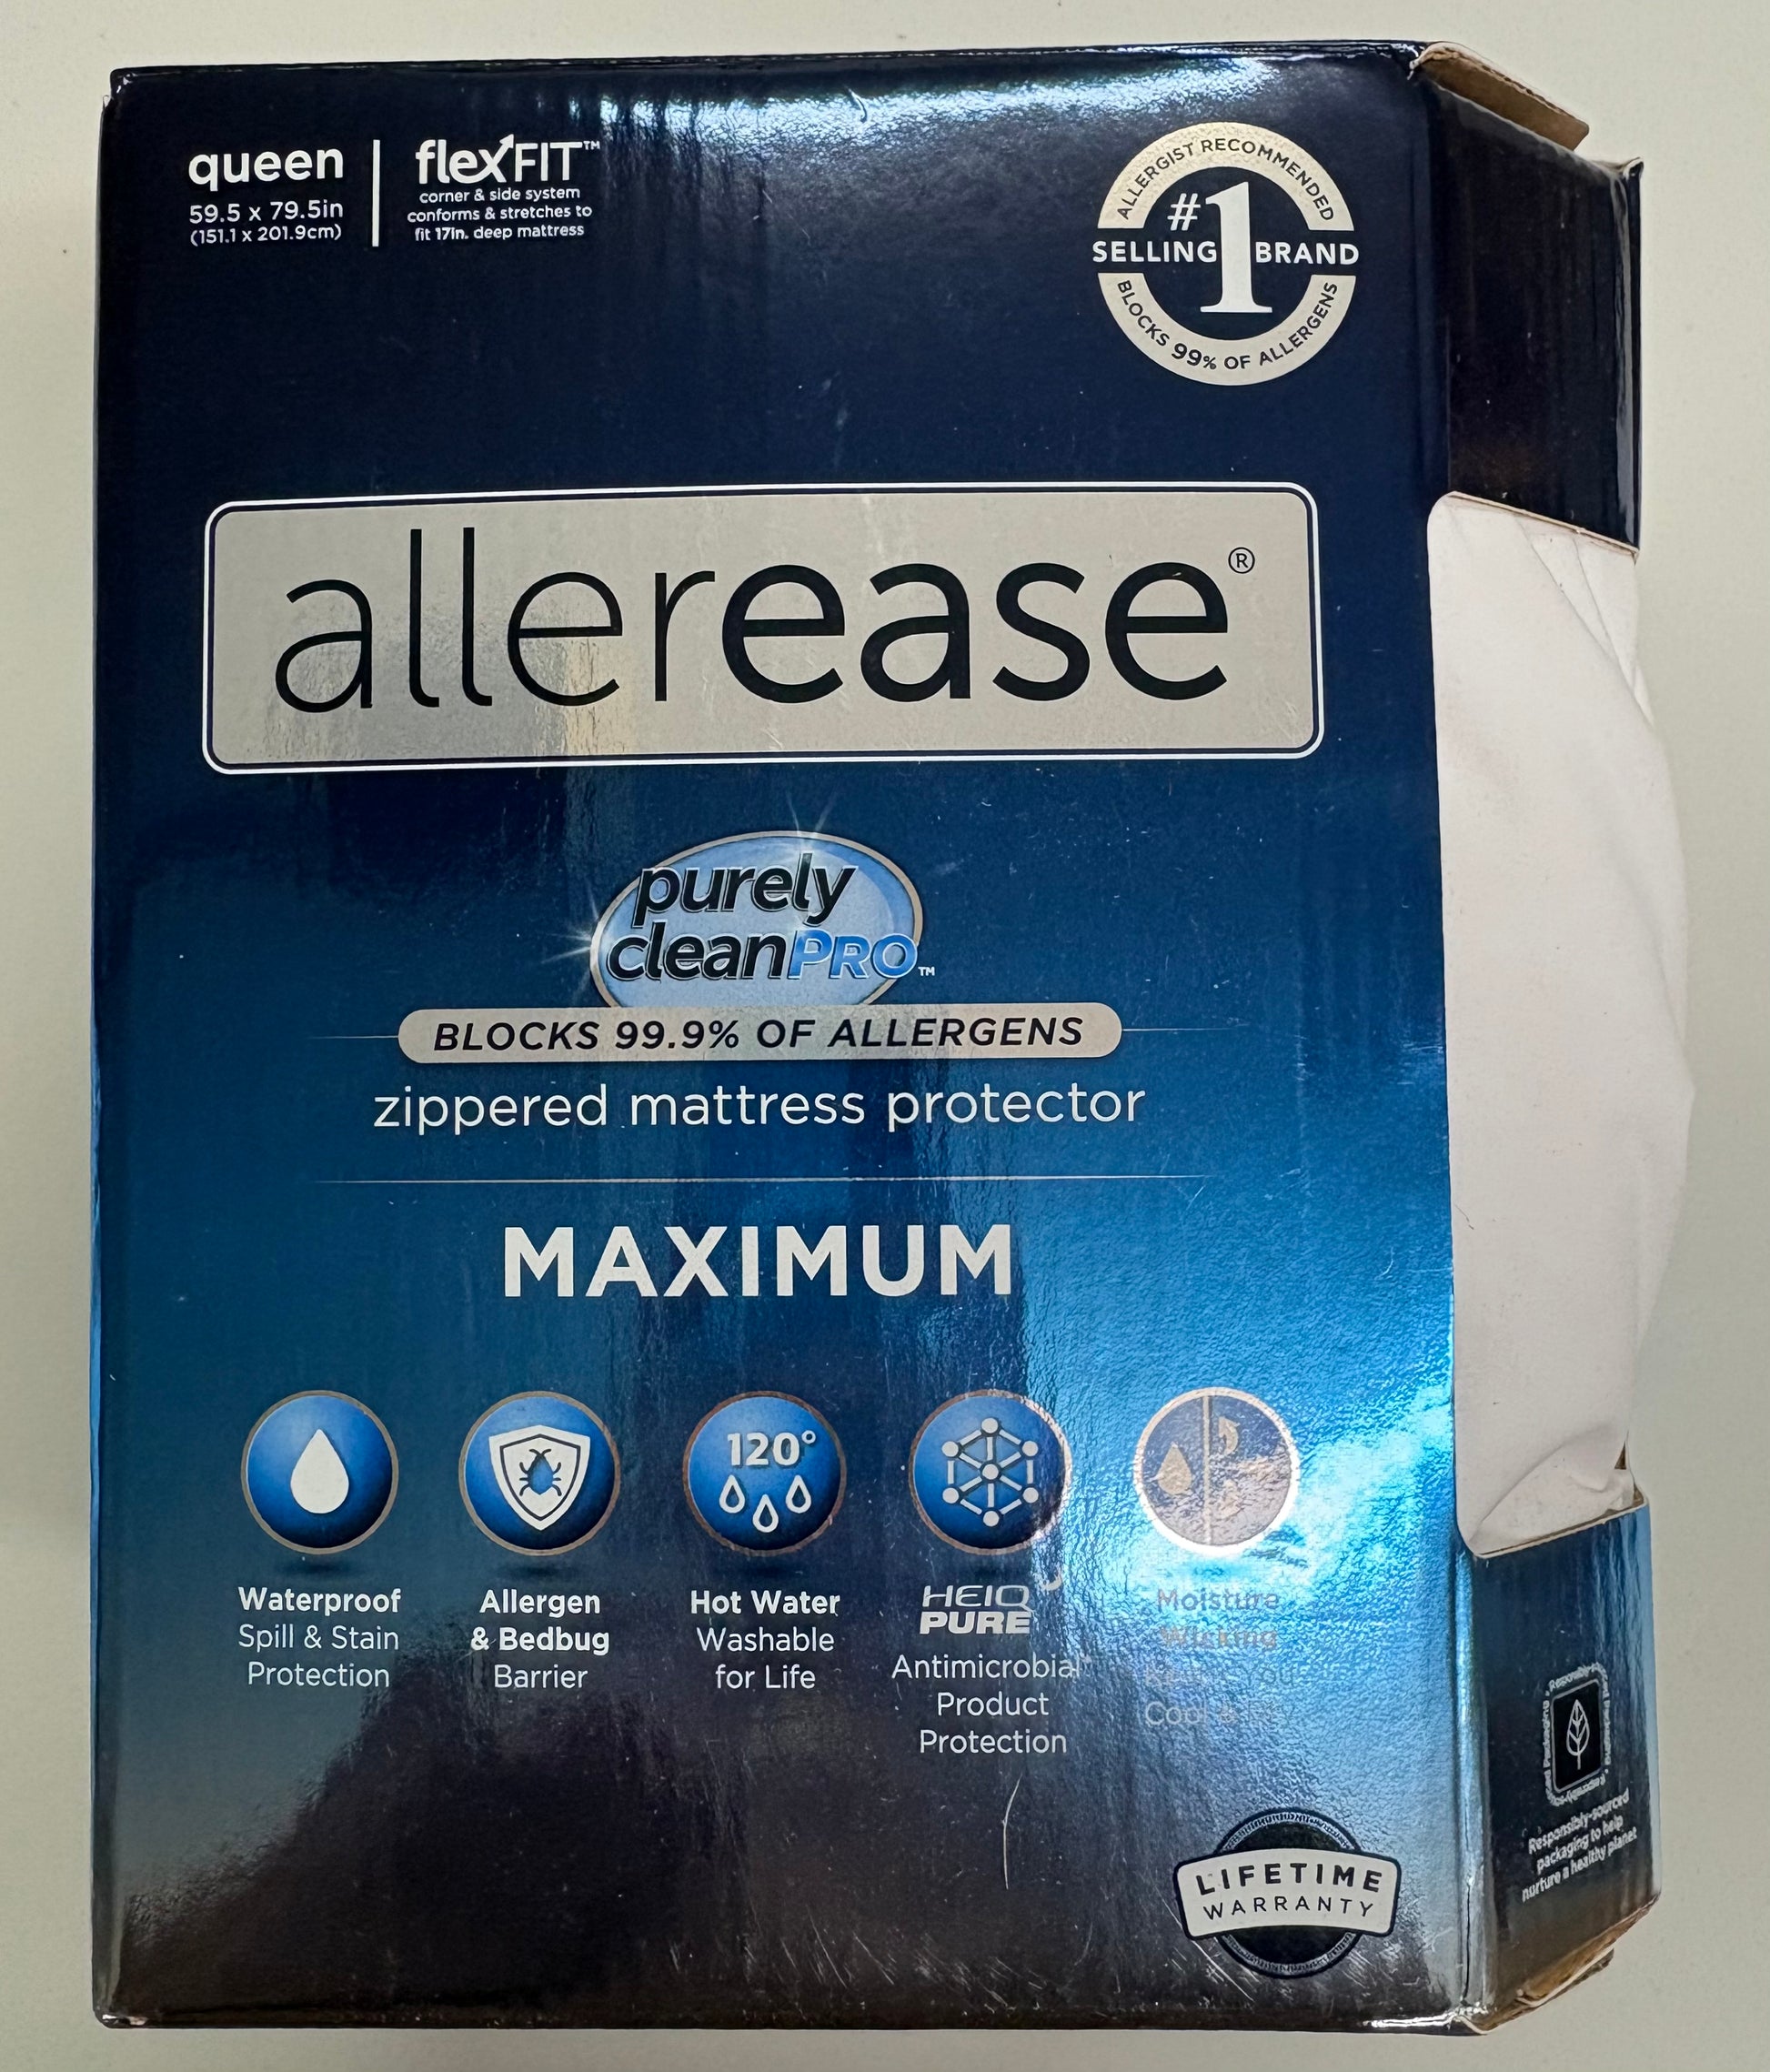 queen
59.5 x 79.5in
(151.1 x 201.9cm)
flexFIT™
corner & side system
conforms & stretches to
fit 17in. deep mattress
ALLERGIST RECOMMENDED
#1
SELLING BRAND
BLOCKS 99% OF ALLERGENS
allerease®
purely
cleanPRO™
BLOCKS 99.9% OF ALLERGENS
zippered mattress protector
MAXIMUM
120°
Waterproof
Spill & Stain
Protection
Allergen
& Bedbug
Barrier
Hot Water
Washable
for Life
HEIQ
PURE
Antimicrobial
Product
Protection
Moisture
Wicking
Cool &
LIFETIME
WARRANTY
Responsibly-sourced
packaging to help
nurture a healthy planet